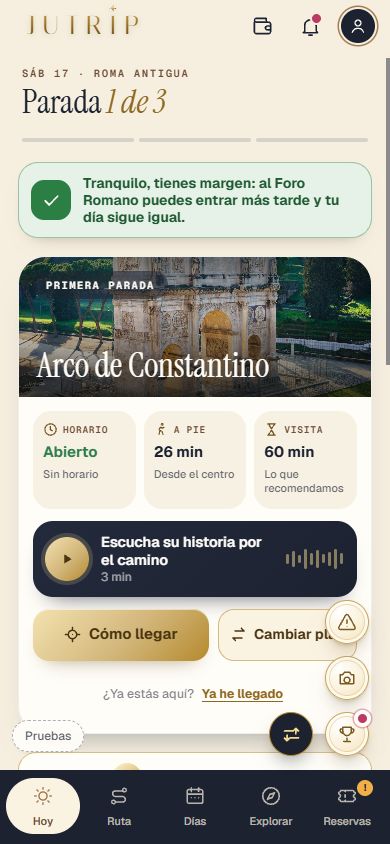 JUTRIP
SÁB 17 · ROMA ANTIGUA
Parada 1 de 3
Tranquilo, tienes margen: al Foro
Romano puedes entrar más tarde y tu
día sigue igual.
PRIMERA PARADA
Arco de Constantino
HORARIO
Abierto
Sin horario
A PIE
26 min
Desde el centro
VISITA
60 min
Lo que
recomendamos
Escucha su historia por
el camino
3 min
Cómo llegar
Cambiar
¿Ya estás aquí? Ya he llegado
Pruebas
Hoy
Ruta
Días
Explorar
!
Reservas